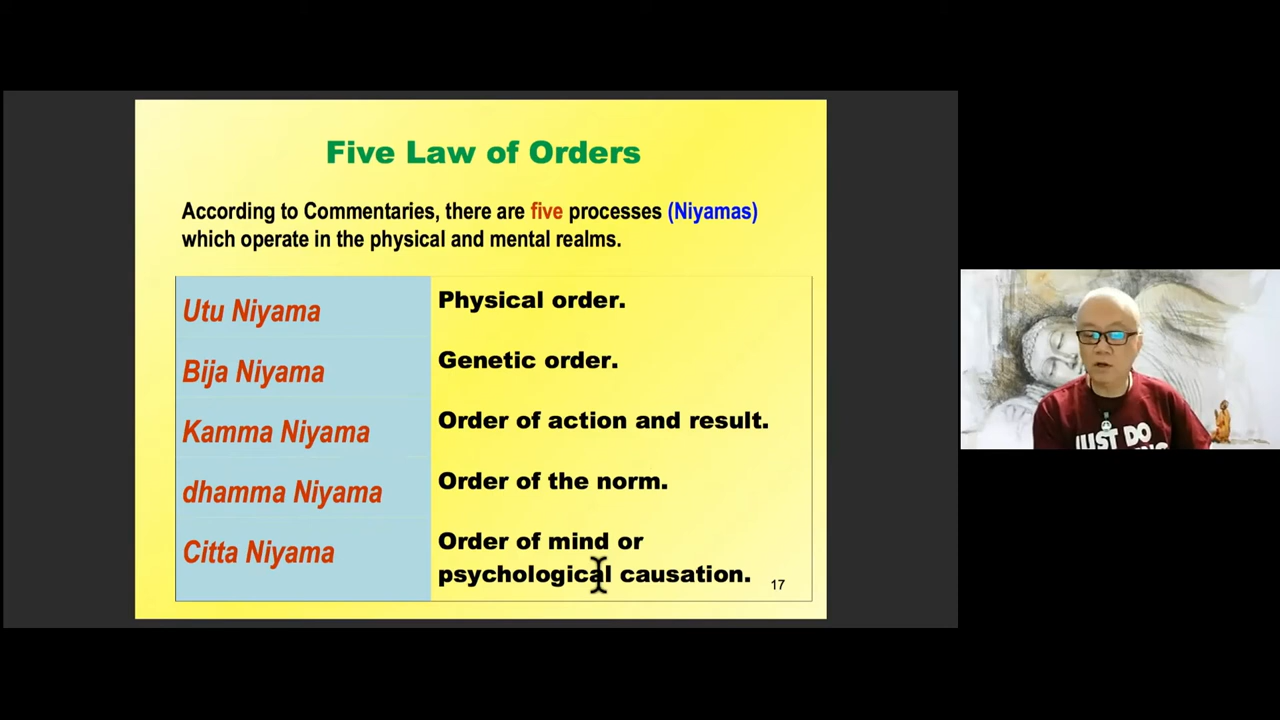 Five Law of Orders
According to Commentaries, there are five processes (Niyamas)
which operate in the physical and mental realms.
Utu Niyama
Physical order.
Bija Niyama
Genetic order.
Kamma Niyama
Order of action and result.
dhamma Niyama
Order of the norm.
Citta Niyama
Order of mind or
psychological causation.
17
JUST DO